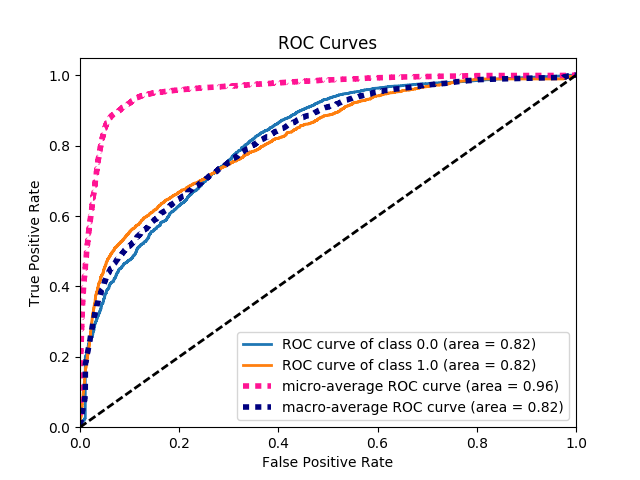 ROC Curves
True Positive Rate
1.0
0.8
0.6
0.4
0.2
0.0
0.0 0.2 0.4 0.6 0.8 1.0
False Positive Rate
ROC curve of class 0.0 (area = 0.82)
ROC curve of class 1.0 (area = 0.82)
micro-average ROC curve (area = 0.96)
macro-average ROC curve (area = 0.82)